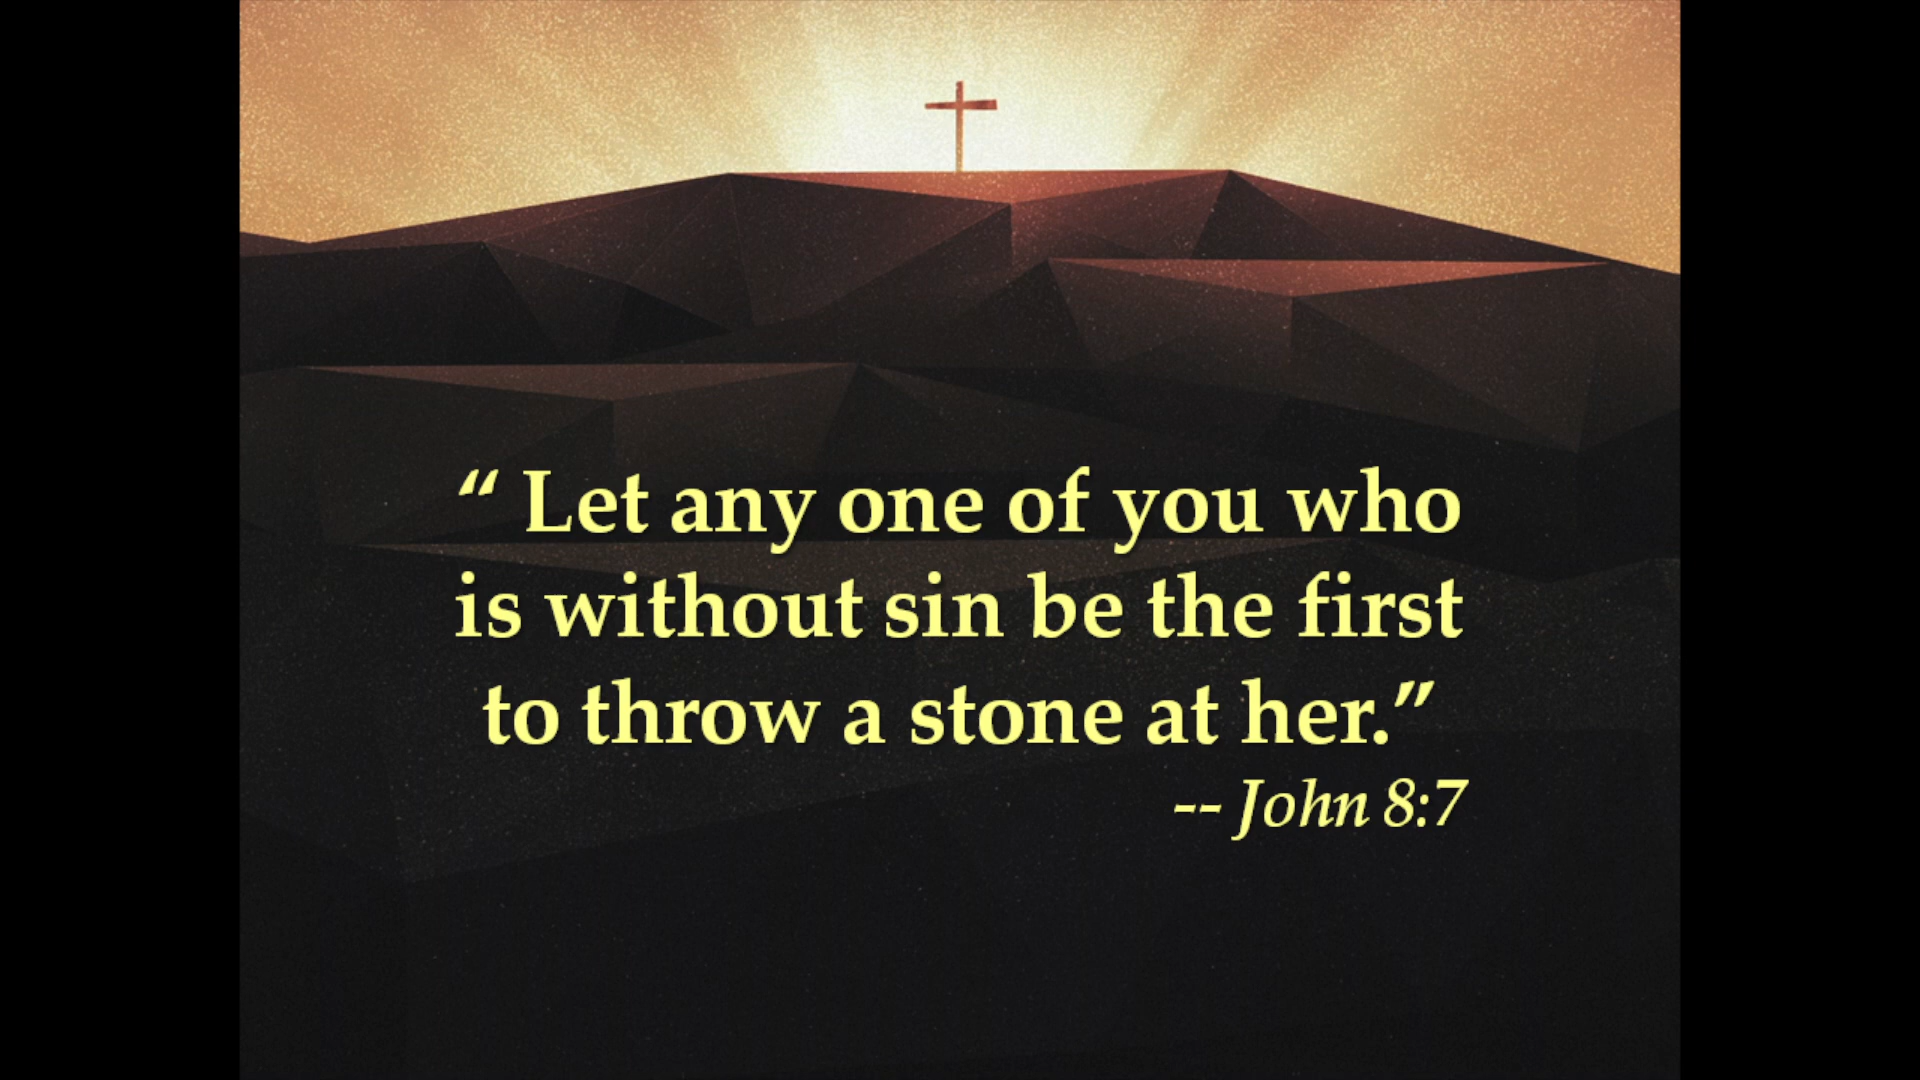 “ Let any one of you who
is without sin be the first
to throw a stone at her.”
-- John 8:7